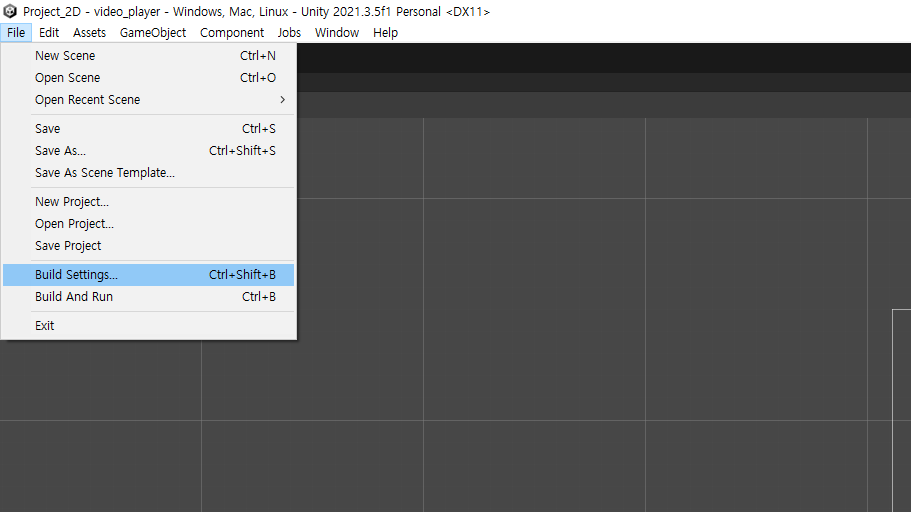 Project_2D - video_player - Windows, Mac, Linux - Unity 2021.3.5f1 Personal <DX11>
File Edit Assets GameObject Component Jobs Window Help
New Scene Ctrl+N
Open Scene Ctrl+O
Open Recent Scene
Save Ctrl+S
Save As... Ctrl+Shift+S
Save As Scene Template...
New Project...
Open Project...
Save Project
Build Settings... Ctrl+Shift+B
Build And Run Ctrl+B
Exit